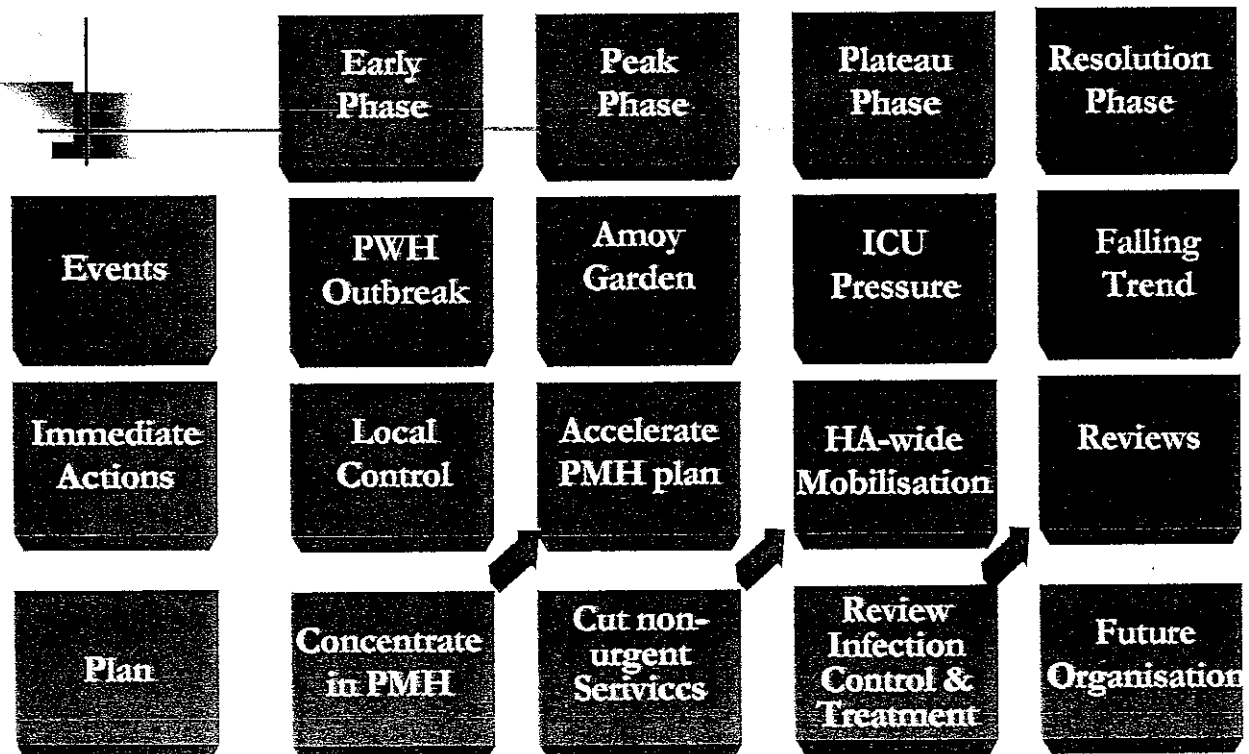 Early
Phase
Peak
Phase
Plateau
Phase
Resolution
Phase
Events
PWH
Outbreak
Amoy
Garden
ICU
Pressure
Falling
Trend
Immediate
Actions
Local
Control
Accelerate
PMH plan
HA-wide
Mobilisation
Reviews
Plan
Concentrate
in PMH
Cut non-
urgent
Services
Review
Infection
Control &
Treatment
Future
Organisation